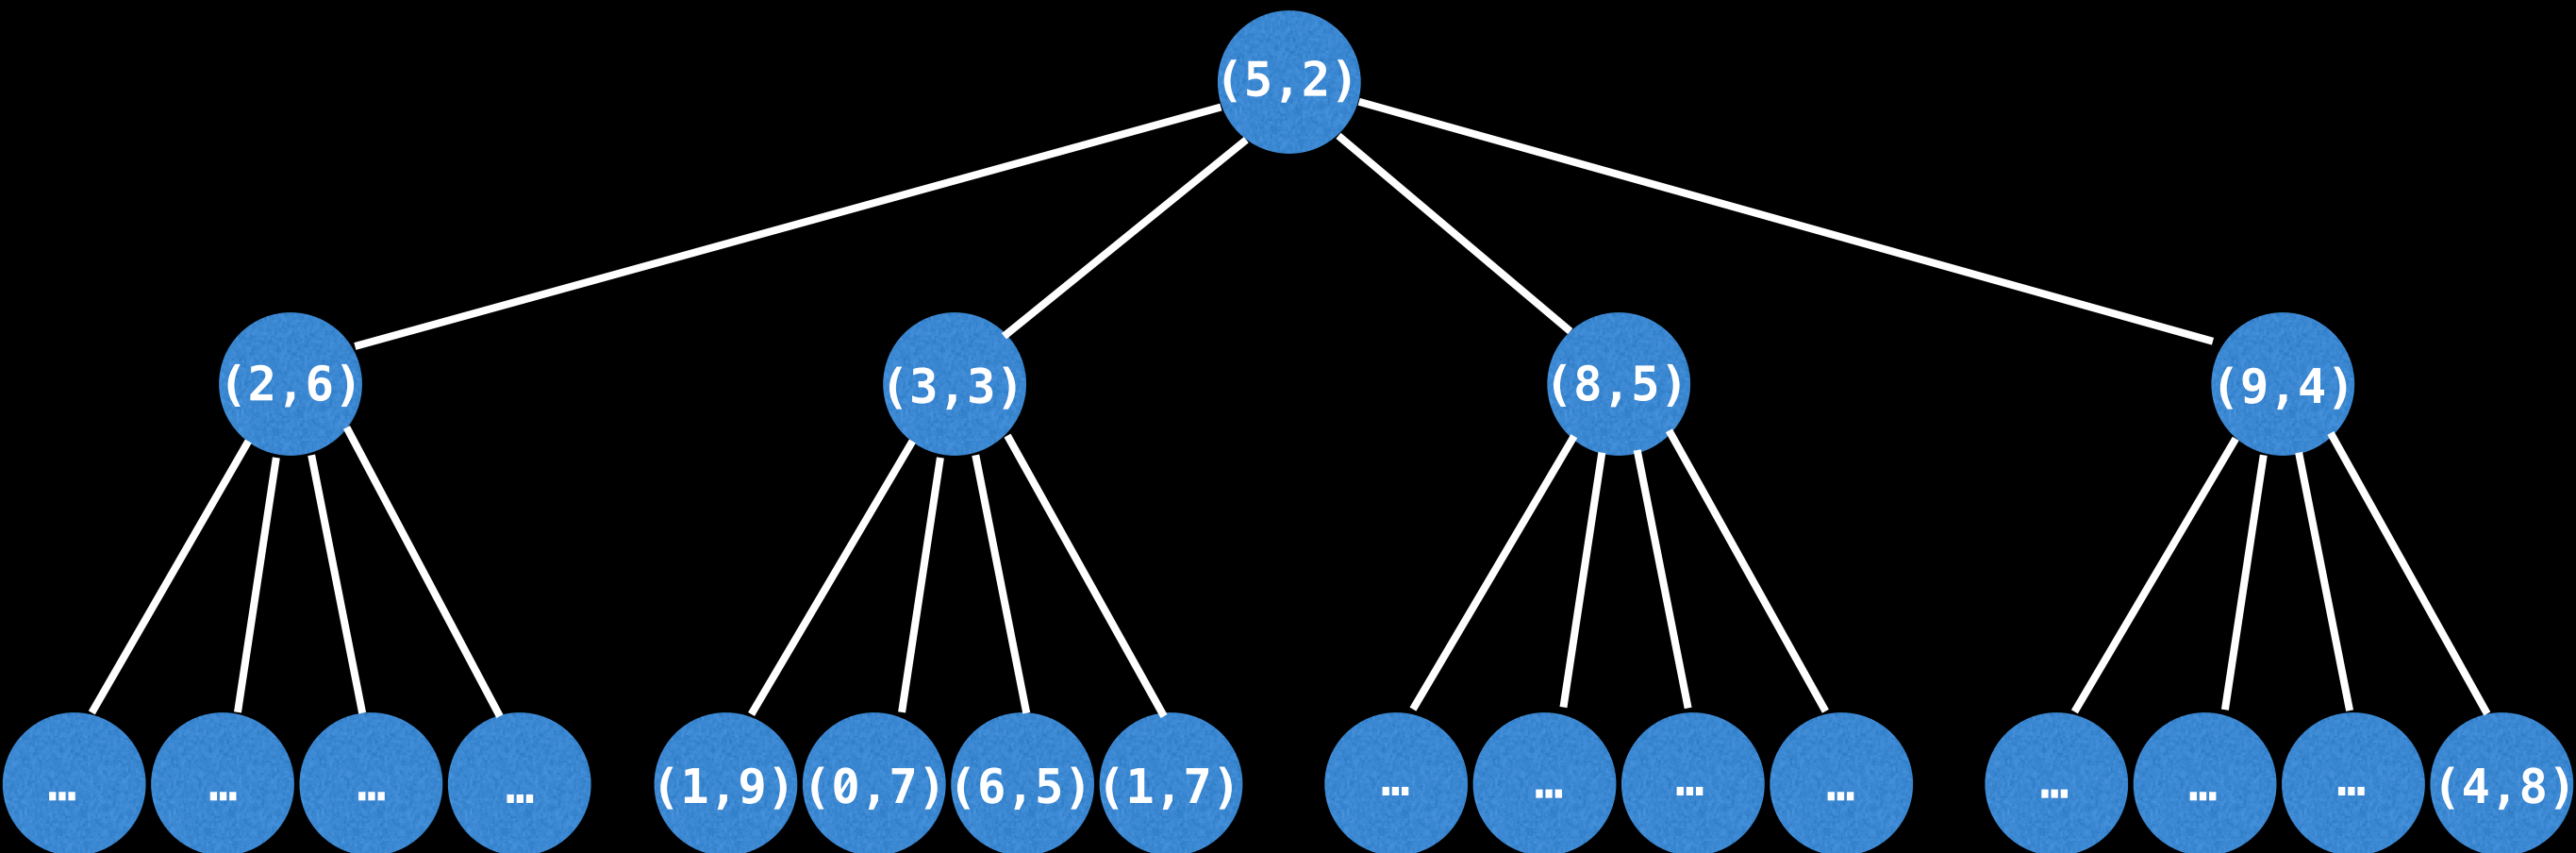 (5,2)
(2,6) (3,3) (8,5) (9,4)
… … … … (1,9) (0,7) (6,5) (1,7) … … … … … … … (4,8)